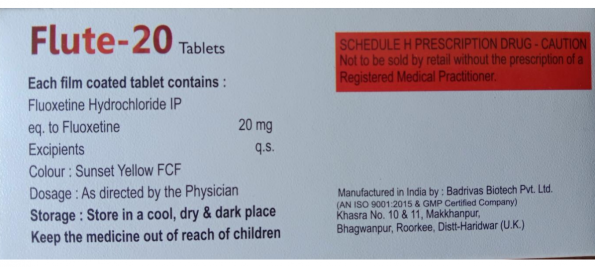 Flute-20 Tablets
Each film coated tablet contains :
Fluoxetine Hydrochloride IP
eq. to Fluoxetine 20 mg
Excipients q.s.
Colour : Sunset Yellow FCF
Dosage : As directed by the Physician
Storage : Store in a cool, dry & dark place
Keep the medicine out of reach of children
SCHEDULE H PRESCRIPTION DRUG - CAUTION
Not to be sold by retail without the prescription of a
Registered Medical Practitioner.
Manufactured in India by : Badrivas Biotech Pvt. Ltd.
(AN ISO 9001:2015 & GMP Certified Company)
Khasra No. 10 & 11, Makkhanpur,
Bhagwanpur, Roorkee, Distt-Haridwar (U.K.)